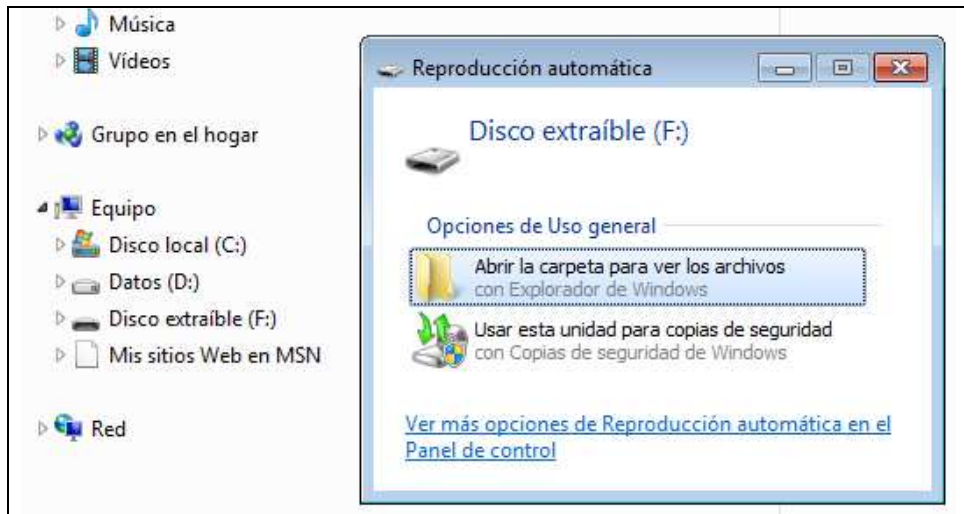 Música
Vídeos
Grupo en el hogar
Equipo
Disco local (C:)
Datos (D:)
Disco extraíble (F:)
Mis sitios Web en MSN
Red
Reproducción automática
Disco extraíble (F:)
Opciones de Uso general
Abrir la carpeta para ver los archivos
con Explorador de Windows
Usar esta unidad para copias de seguridad
con Copias de seguridad de Windows
Ver más opciones de Reproducción automática en el
Panel de control